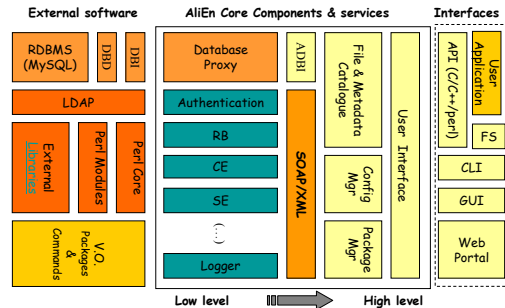 External software
AliEn Core Components & services
Interfaces
RDBMS
(MySQL)
DBD
DBI
LDAP
External
Libraries
Perl Modules
Perl Core
V.O.
Packages
&
Commands
Database
Proxy
Authentication
RB
CE
SE
(...)
Logger
ADBI
SOAP/XML
File & Metadata
Catalogue
Config
Mgr
Package
Mgr
User Interface
API (C/C++/perl)
User
Application
FS
CLI
GUI
Web
Portal
Low level
High level